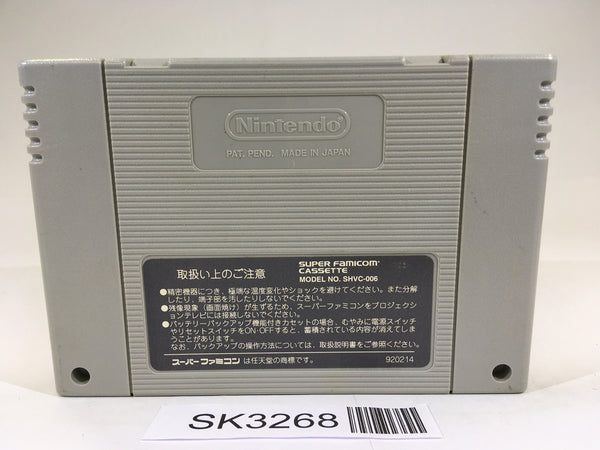 Nintendo
PAT. PEND. MADE IN JAPAN
取扱い上のご注意
SUPER FAMICOM
CASSETTE
MODEL NO. SHVC-006
●精密機器につき、極端な温度変化やショックを避けてください。また分解
したり、端子部を汚したりしないでください。
●残像現象(画面焼け)が生ずるため、スーパーファミコンをプロジェクシ
ョンテレビには接続しないでください。
●バッテリーバックアップ機能付きカセットの場合、むやみに電源スイッチ
やリセットスイッチをON OFFすると、蓄積されている内容が消えてしま
うことがあります。
なお、バックアップの操作方法については、取扱説明書をご参照ください。
スーパーファミコン は任天堂の商標です。
920214
SK3268